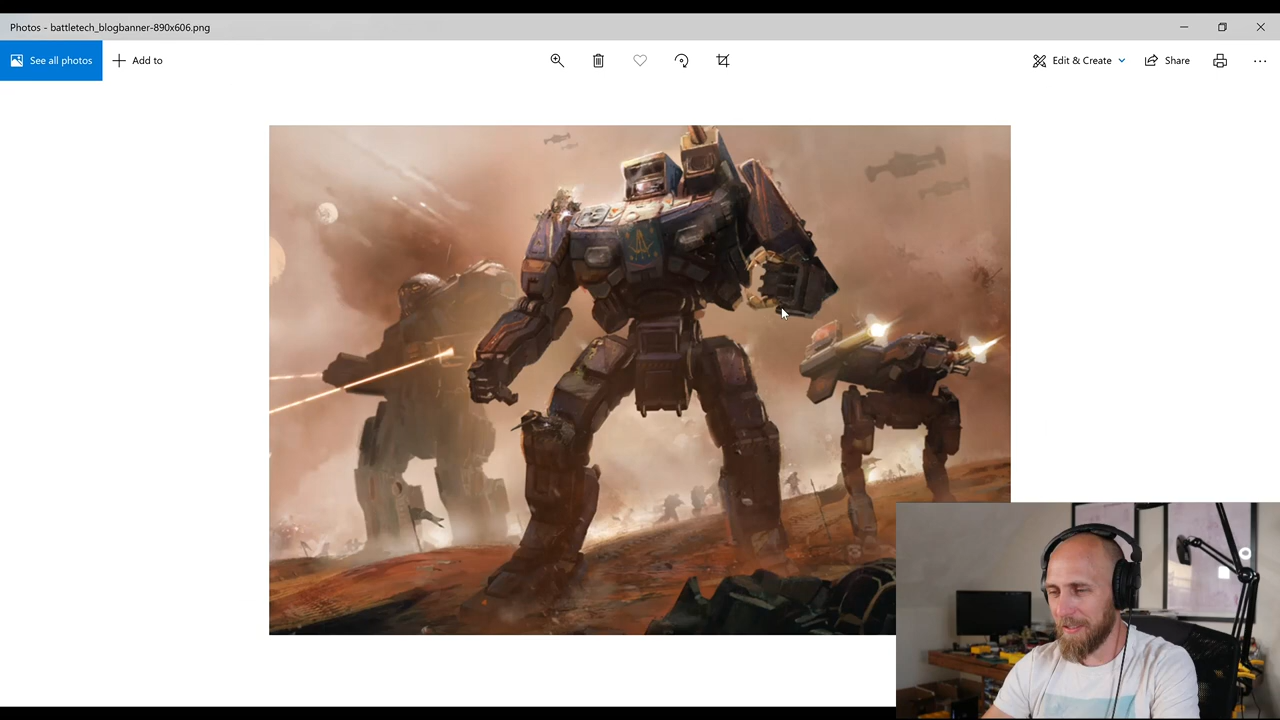 Photos - battletech_blogbanner-890x606.png
See all photos
Add to
Edit & Create
Share